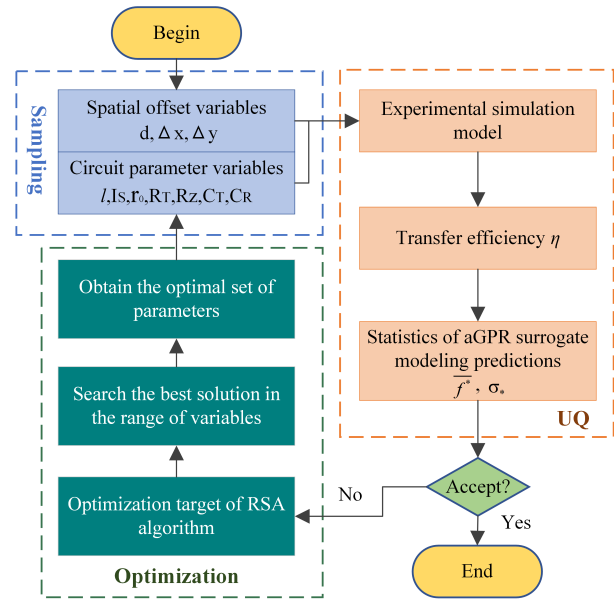 Begin
Sampling
Spatial offset variables
d, Δ x, Δ y
Circuit parameter variables
l,IS,r₀,RT,RZ,CT,CR
Experimental simulation
model
Transfer efficiency η
Statistics of aGPR surrogate
modeling predictions
f̅*, σ*
UQ
Accept?
No
Yes
End
Obtain the optimal set of
parameters
Search the best solution in
the range of variables
Optimization target of RSA
algorithm
Optimization